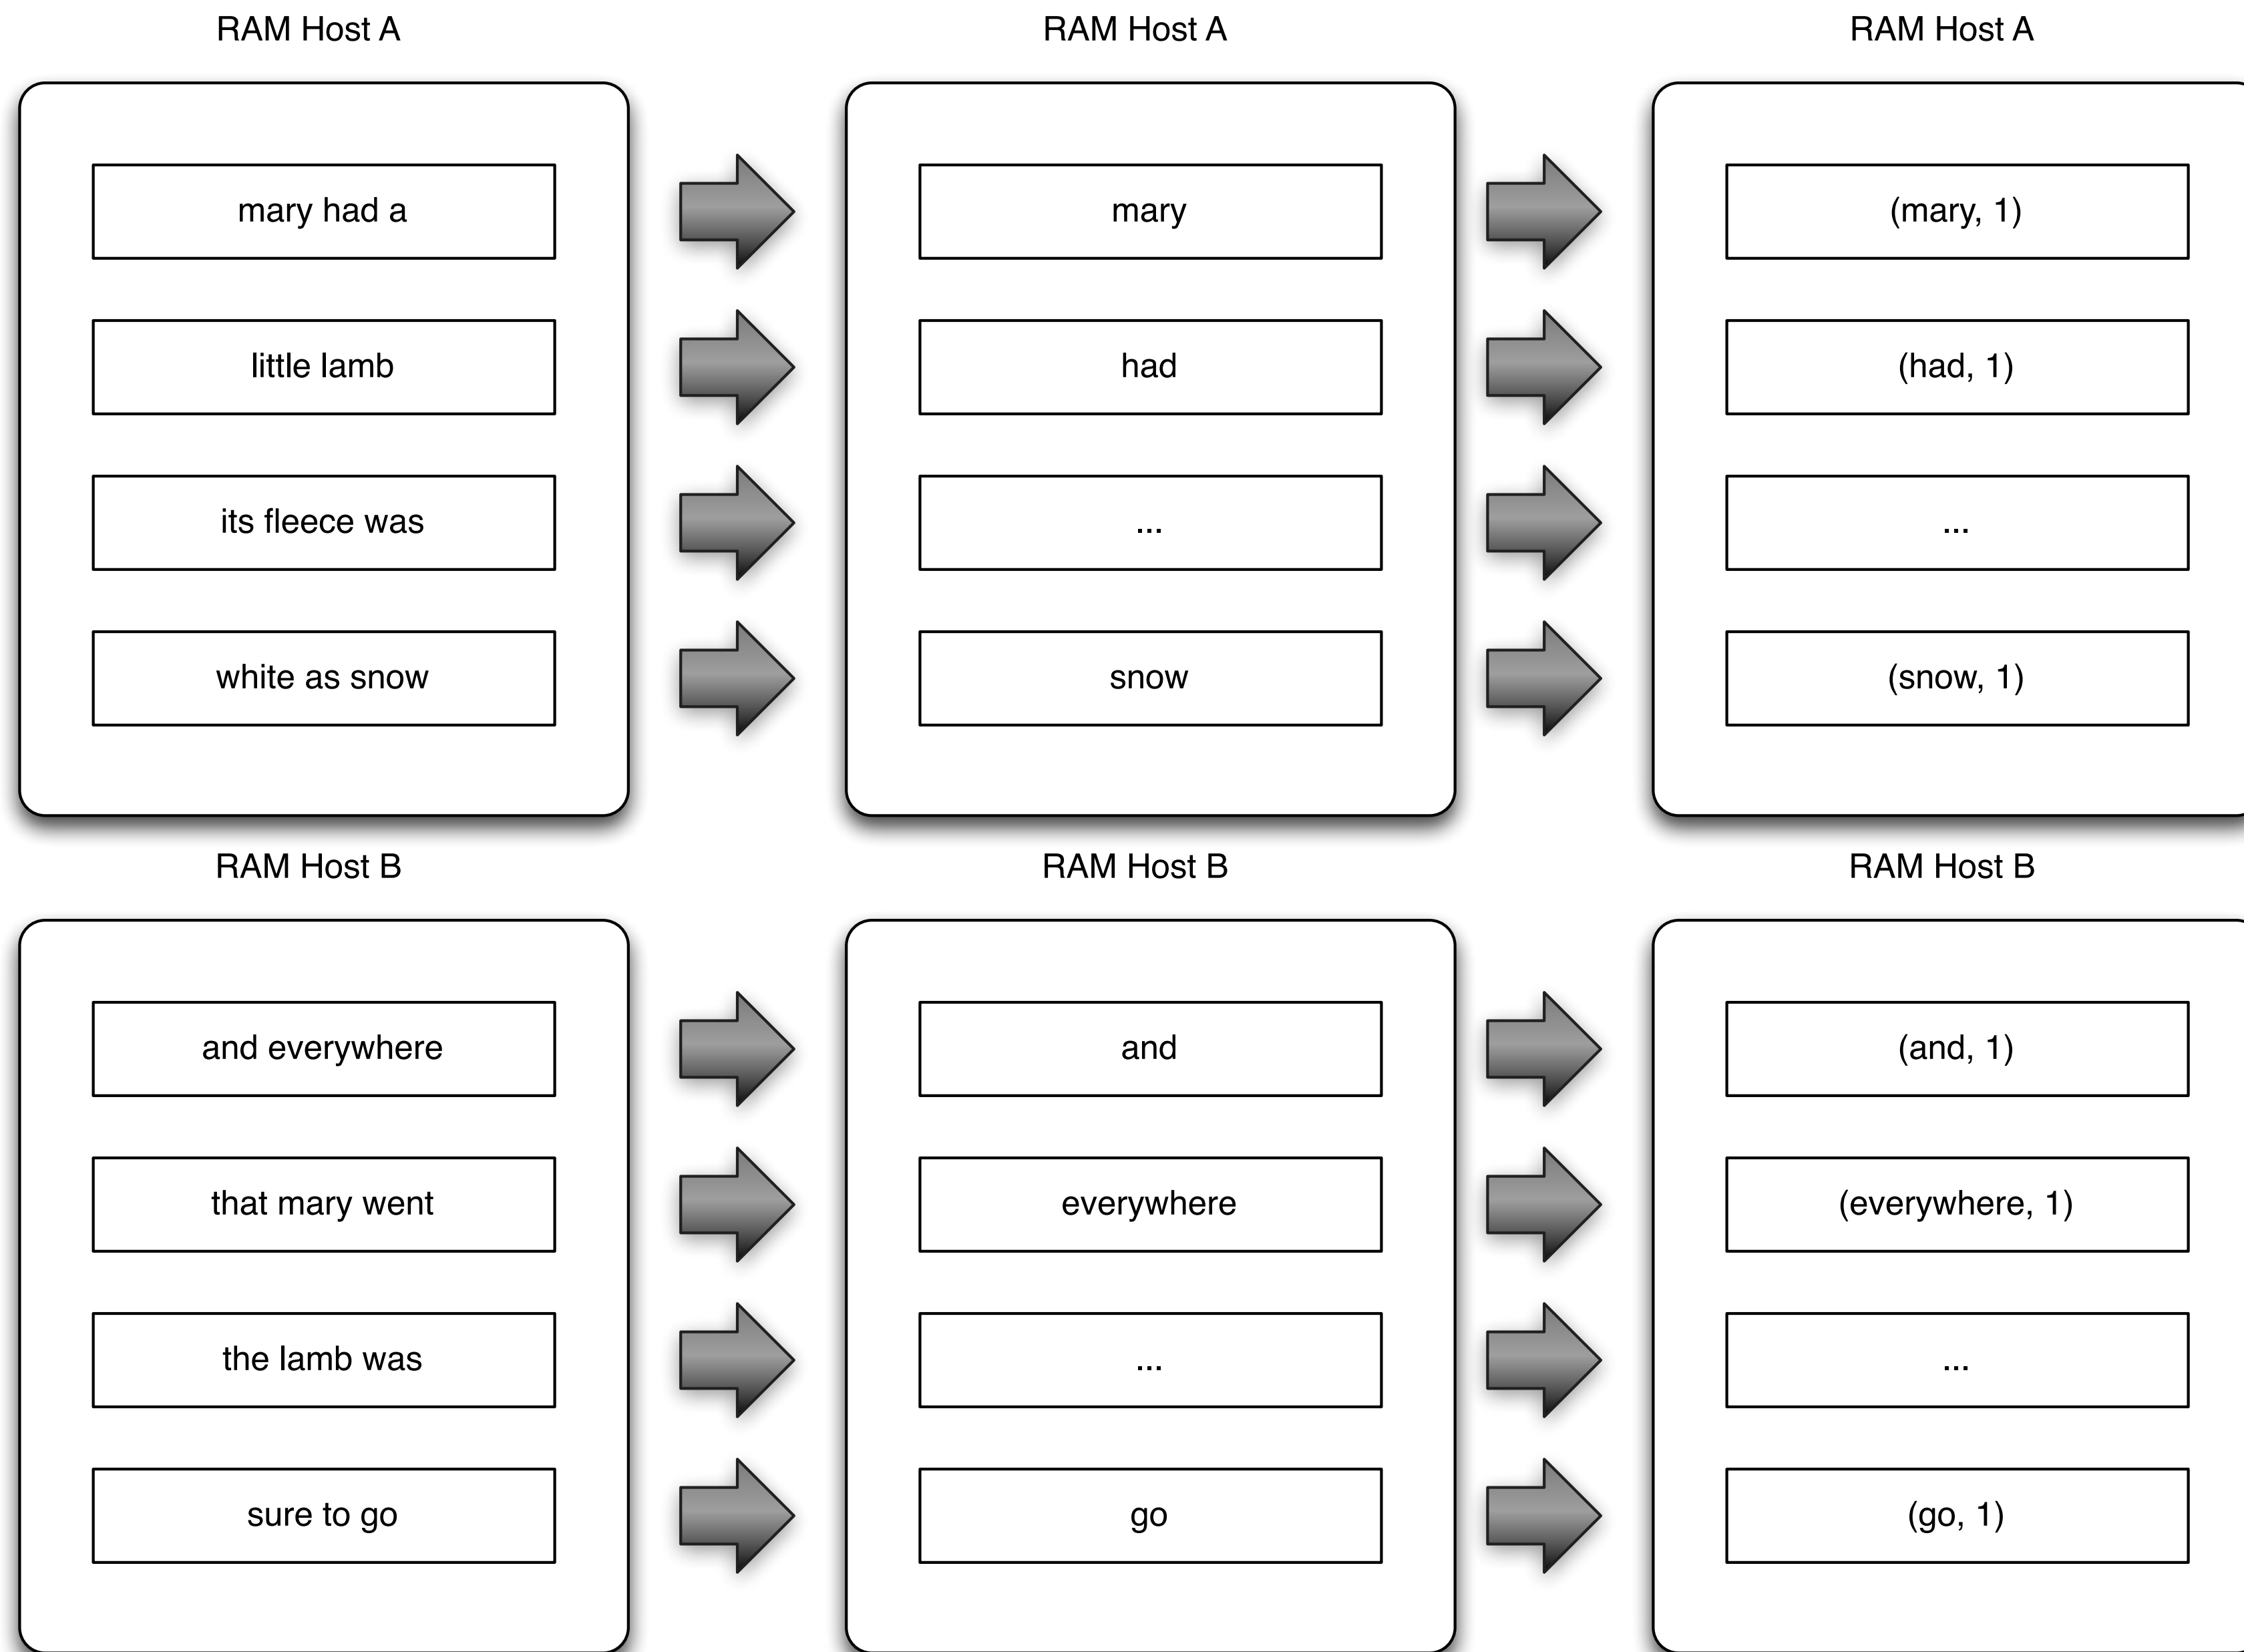 RAM Host A
RAM Host A
RAM Host A
mary had a
mary
(mary, 1)
little lamb
had
(had, 1)
its fleece was
...
...
white as snow
snow
(snow, 1)
RAM Host B
RAM Host B
RAM Host B
and everywhere
and
(and, 1)
that mary went
everywhere
(everywhere, 1)
the lamb was
...
...
sure to go
go
(go, 1)